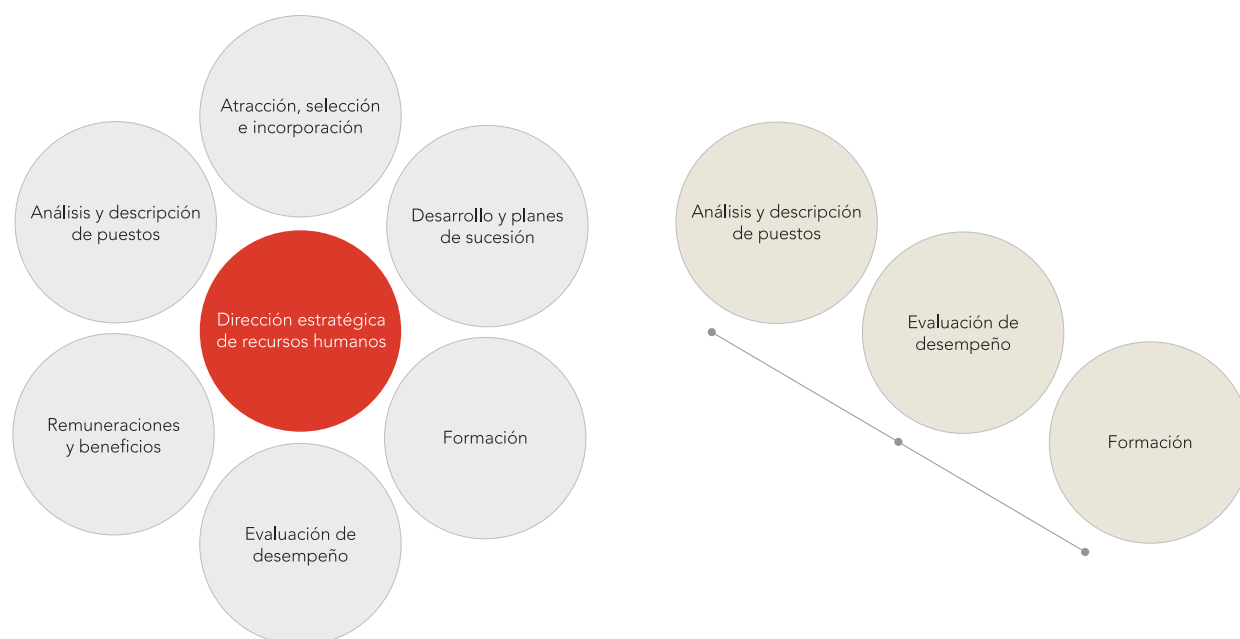 Atracción, selección
e incorporación
Análisis y descripción
de puestos
Desarrollo y planes
de sucesión
Dirección estratégica
de recursos humanos
Remuneraciones
y beneficios
Formación
Evaluación de
desempeño
Análisis y descripción
de puestos
Evaluación de
desempeño
Formación